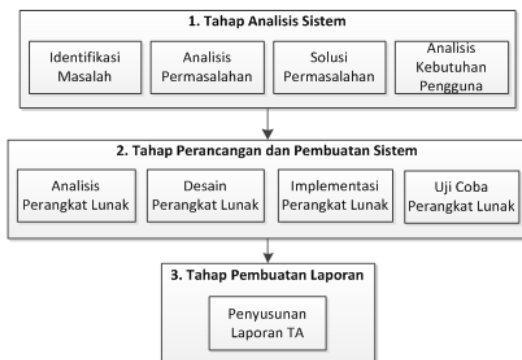 1. Tahap Analisis Sistem
Identifikasi
Masalah
Analisis
Permasalahan
Solusi
Permasalahan
Analisis
Kebutuhan
Pengguna
2. Tahap Perancangan dan Pembuatan Sistem
Analisis
Perangkat Lunak
Desain
Perangkat Lunak
Implementasi
Perangkat Lunak
Uji Coba
Perangkat Lunak
3. Tahap Pembuatan Laporan
Penyusunan
Laporan TA